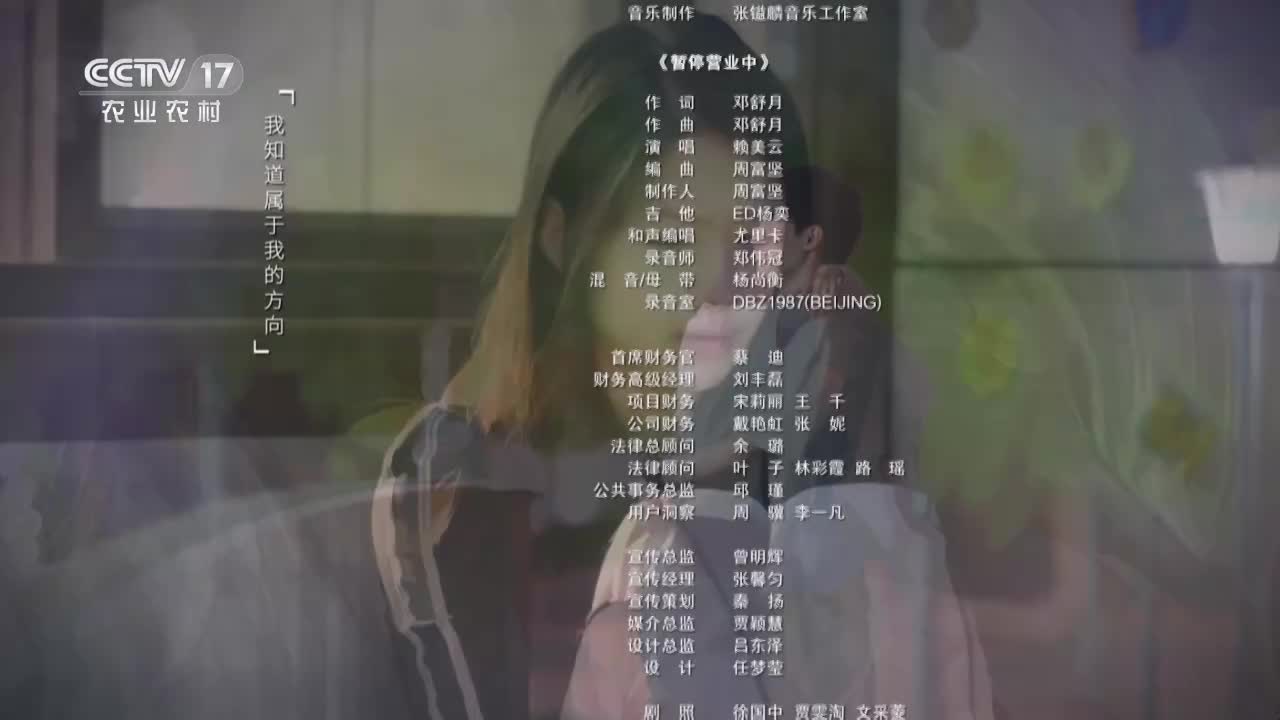 音乐制作 张镒麟音乐工作室
《暂停营业中》
CCTV 17
农业农村
「我知道属于我的方向」
作 词 邓舒月
作 曲 邓舒月
演 唱 赖美云
编 曲 周富坚
制作人 周富坚
吉 他 ED杨奕
和声编唱 尤里卡
录音师 郑伟冠
混 音/母 带 杨尚衡
录音室 DBZ1987(BEIJING)
首席财务官 蔡 迪
财务高级经理 刘丰磊
项目财务 宋莉丽 王 千
公司财务 戴艳虹 张 妮
法律总顾问 余 璐
法律顾问 叶 子 林彩霞 路 瑶
公共事务总监 邱 瑾
用户洞察 周 骥 李一凡
宣传总监 曾明辉
宣传经理 张馨匀
宣传策划 秦 扬
媒介总监 贾颖慧
设计总监 吕东泽
设 计 任梦莹
剧 照 徐国中 贾雯淘 文采菱